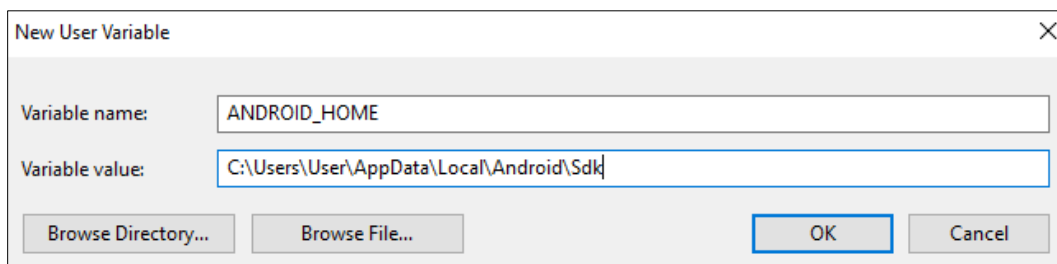 New User Variable
Variable name: ANDROID_HOME
Variable value: C:\Users\User\AppData\Local\Android\Sdk
Browse Directory... Browse File... OK Cancel